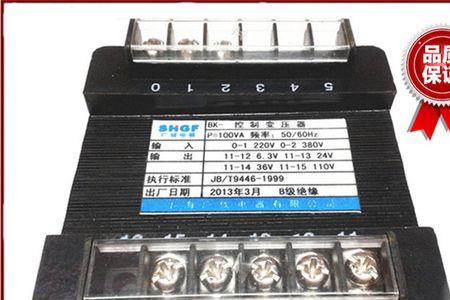 品质
保证
0 1 2 3 4 5
SHGF
BK- 控制变压器
P=100VA 频率: 50/60Hz
输 入 0-1 220V 0-2 380V
输 出 11-12 6.3V 11-13 24V
11-14 36V 11-15 110V
执行标准 JB/T9446-1999
出厂日期 2013年3月 B级绝缘